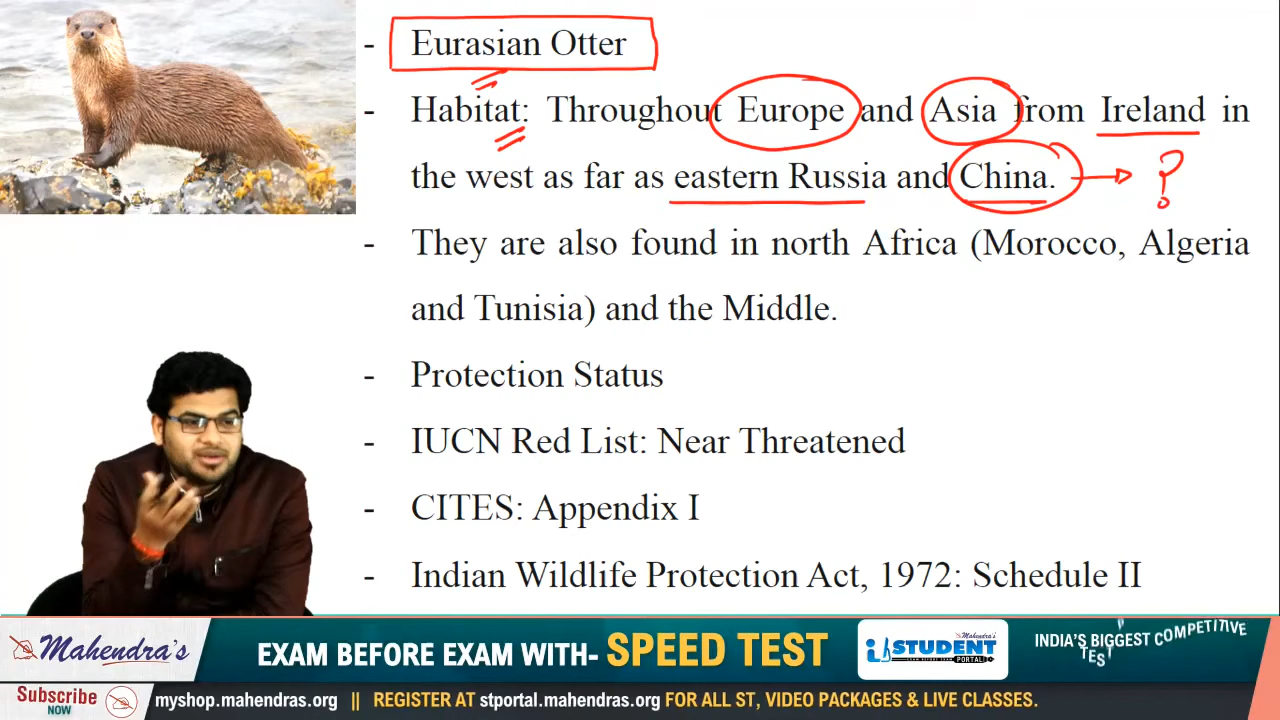 - Eurasian Otter
- Habitat: Throughout Europe and Asia from Ireland in
the west as far as eastern Russia and China. → ?
- They are also found in north Africa (Morocco, Algeria
and Tunisia) and the Middle.
- Protection Status
- IUCN Red List: Near Threatened
- CITES: Appendix I
- Indian Wildlife Protection Act, 1972: Schedule II
Mahendra's
EXAM BEFORE EXAM WITH- SPEED TEST
Mahendra's
STUDENT
PORTAL
INDIA'S BIGGEST COMPETITIVE
TES
Subscribe
NOW
myshop.mahendras.org || REGISTER AT stportal.mahendras.org FOR ALL ST, VIDEO PACKAGES & LIVE CLASSES.